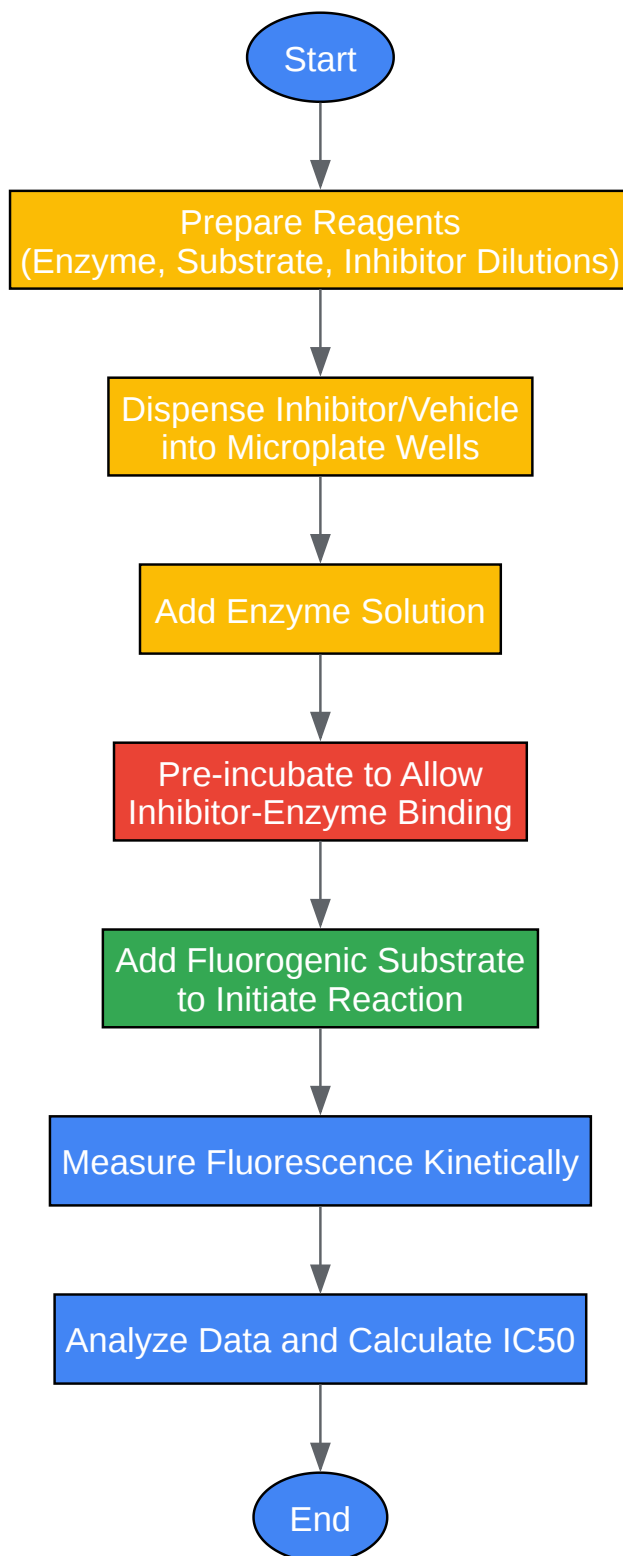 Start
Prepare Reagents
(Enzyme, Substrate, Inhibitor Dilutions)
Dispense Inhibitor/Vehicle
into Microplate Wells
Add Enzyme Solution
Pre-incubate to Allow
Inhibitor-Enzyme Binding
Add Fluorogenic Substrate
to Initiate Reaction
Measure Fluorescence Kinetically
Analyze Data and Calculate IC50
End